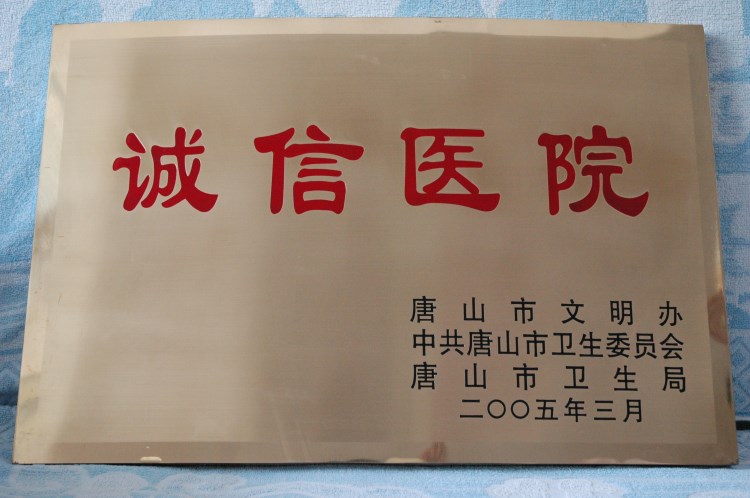 诚信医院
唐山市文明办
中共唐山市卫生委员会
唐山市卫生局
二〇〇五年三月